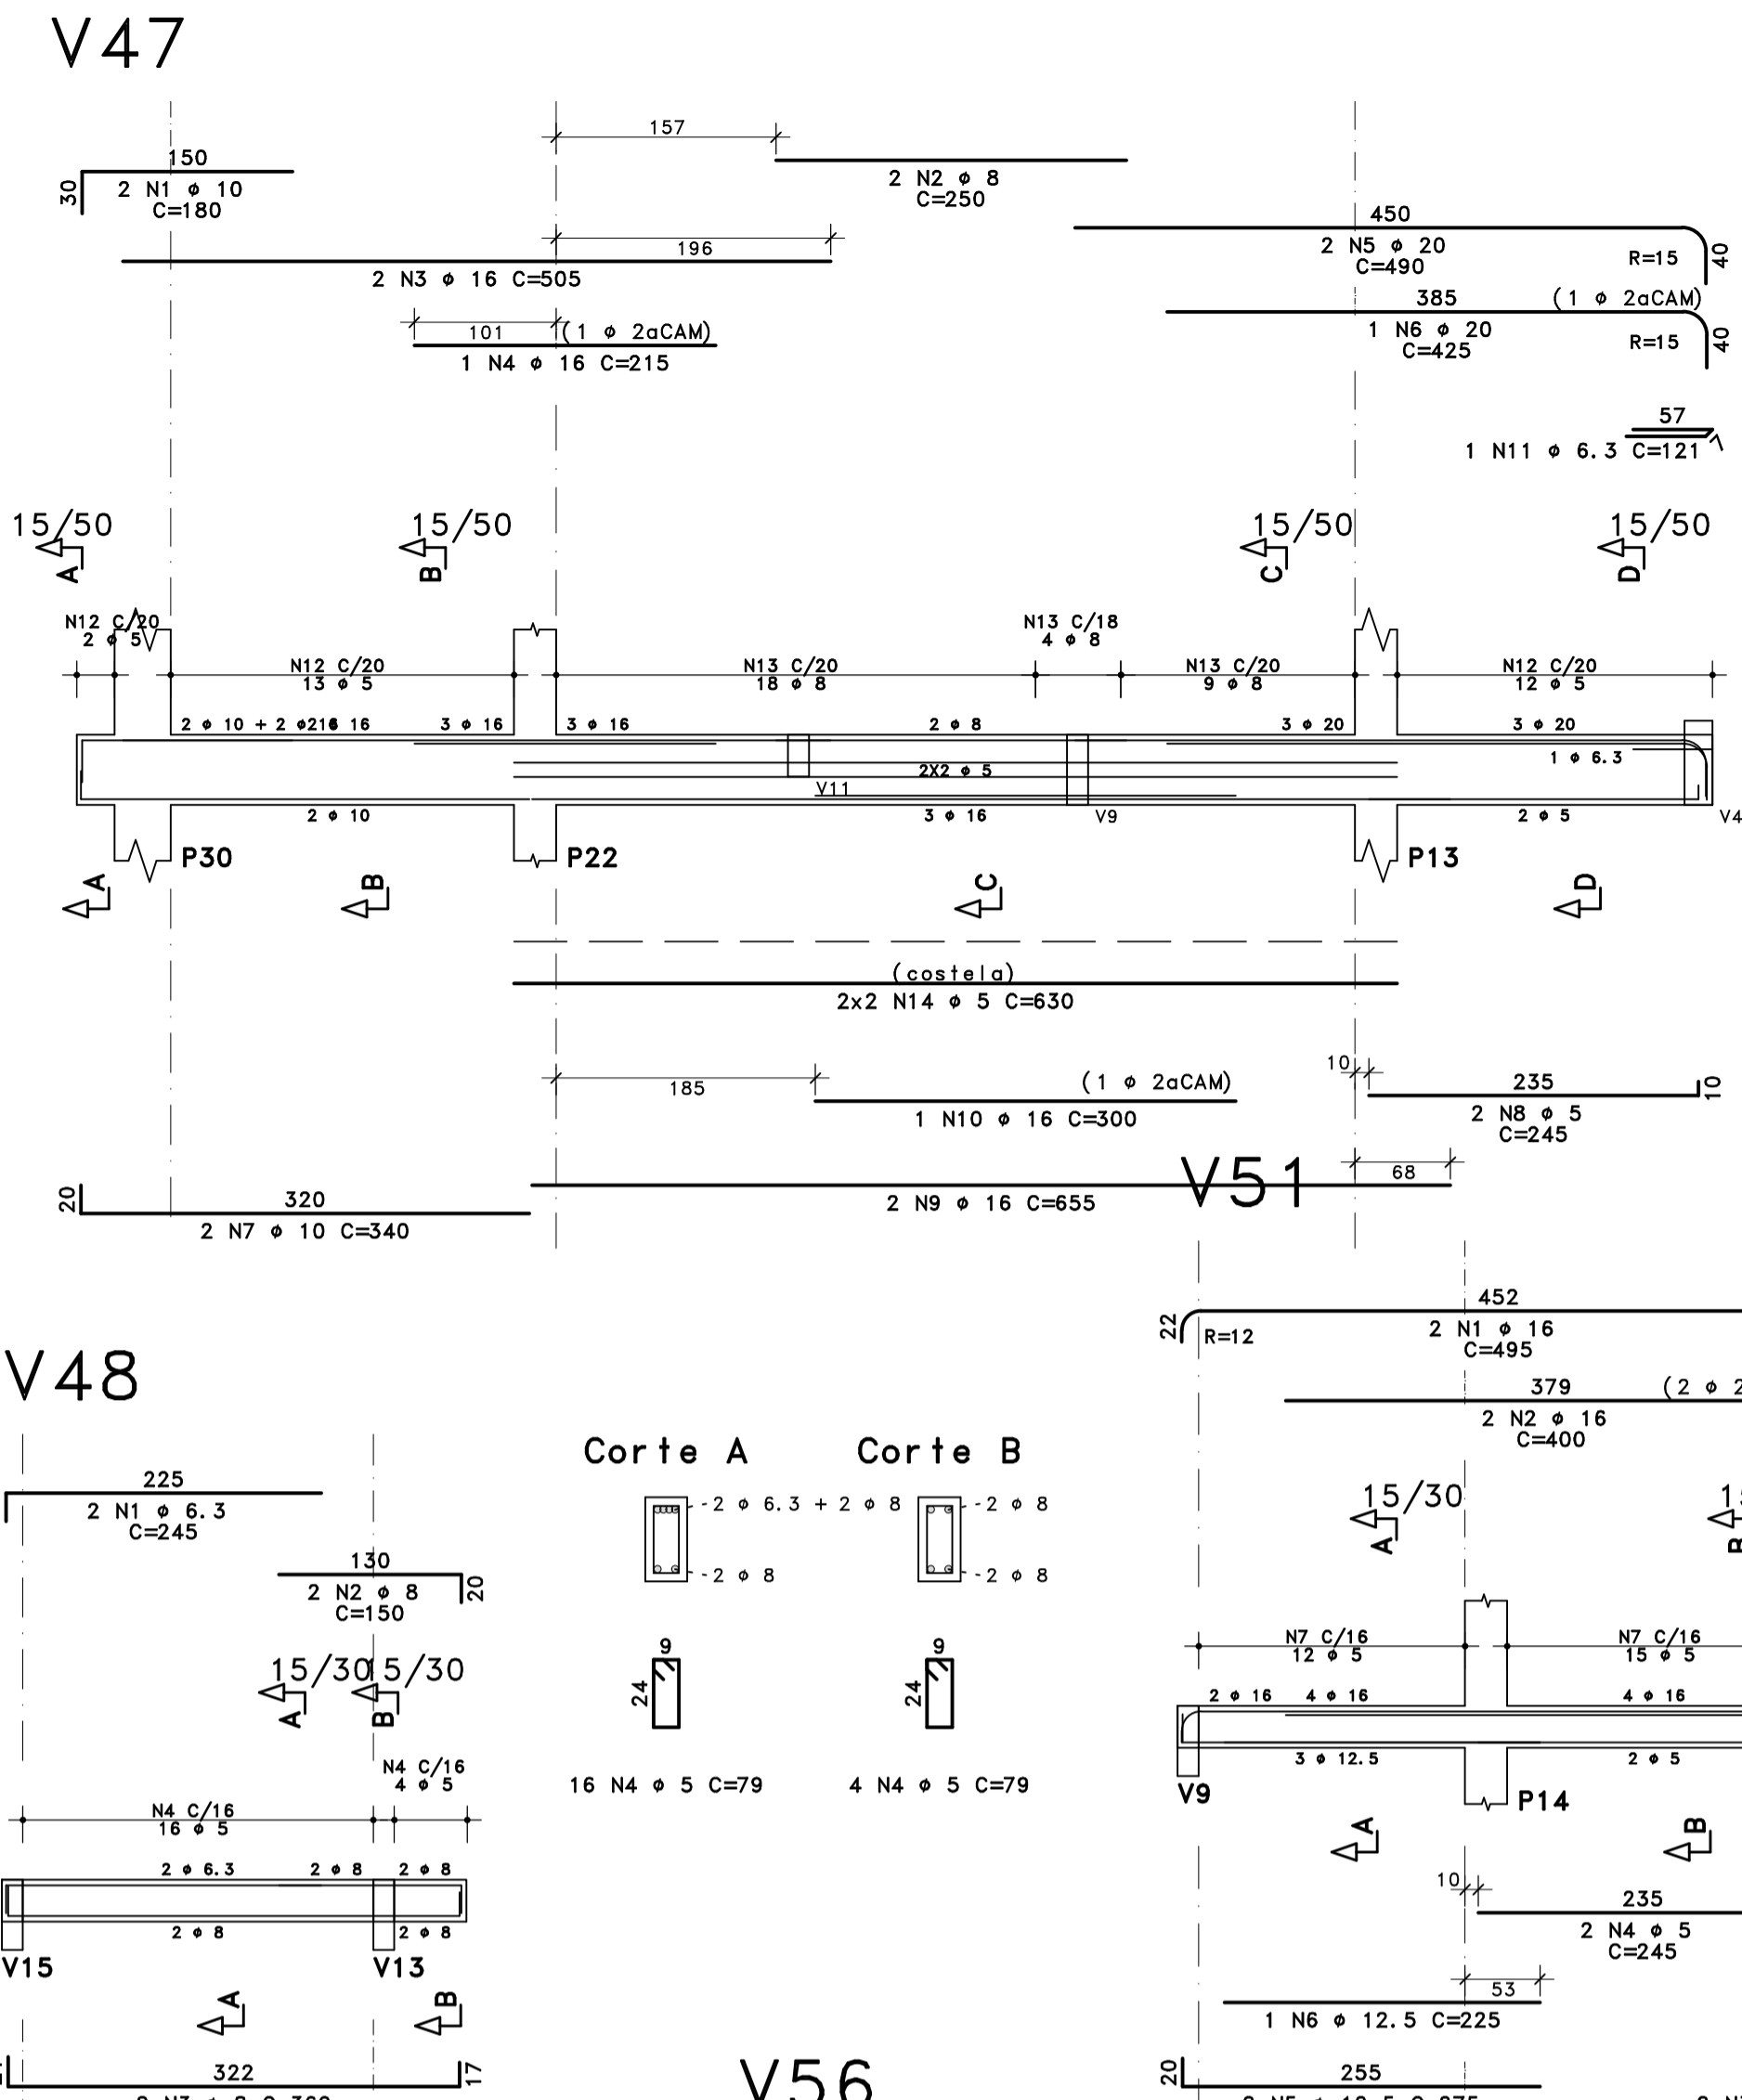 V47
157
150
30
2 N1 ϕ 10
C=180
2 N2 ϕ 8
C=250
196
2 N3 ϕ 16 C=505
450
2 N5 ϕ 20
C=490
R=15
40
101
(1 ϕ 2aCAM)
1 N4 ϕ 16 C=215
385
(1 ϕ 2aCAM)
1 N6 ϕ 20
C=425
R=15
40
57
1 N11 ϕ 6.3 C=121
15/50
A
15/50
B
15/50
C
15/50
D
N12 C/20
2 ϕ 5
N12 C/20
13 ϕ 5
N13 C/20
18 ϕ 8
N13 C/18
4 ϕ 8
N13 C/20
9 ϕ 8
N12 C/20
12 ϕ 5
2 ϕ 10 + 2 ϕ 16
3 ϕ 16
3 ϕ 16
2 ϕ 8
3 ϕ 20
3 ϕ 20
1 ϕ 6.3
2X2 ϕ 5
V11
2 ϕ 10
3 ϕ 16
V9
2 ϕ 5
V4
P30
P22
P13
A
B
C
D
(costela)
2x2 N14 ϕ 5 C=630
185
(1 ϕ 2aCAM)
1 N10 ϕ 16 C=300
10
235
10
2 N8 ϕ 5
C=245
68
2 N9 ϕ 16 C=655
20
320
2 N7 ϕ 10 C=340
V51
452
22
R=12
2 N1 ϕ 16
C=495
379
(2 ϕ 2
2 N2 ϕ 16
C=400
15/30
A
B
N7 C/16
12 ϕ 5
N7 C/16
15 ϕ 5
2 ϕ 16
4 ϕ 16
4 ϕ 16
3 ϕ 12.5
2 ϕ 5
V9
P14
A
B
10
235
2 N4 ϕ 5
C=245
53
1 N6 ϕ 12.5 C=225
20
255
V48
225
2 N1 ϕ 6.3
C=245
130
20
2 N2 ϕ 8
C=150
15/30
A
15/30
B
N4 C/16
16 ϕ 5
N4 C/16
4 ϕ 5
2 ϕ 6.3
2 ϕ 8
2 ϕ 8
2 ϕ 8
2 ϕ 8
V15
V13
A
B
322
17
Corte A
2 ϕ 6.3 + 2 ϕ 8
2 ϕ 8
9
24
16 N4 ϕ 5 C=79
Corte B
2 ϕ 8
2 ϕ 8
9
24
4 N4 ϕ 5 C=79
V56